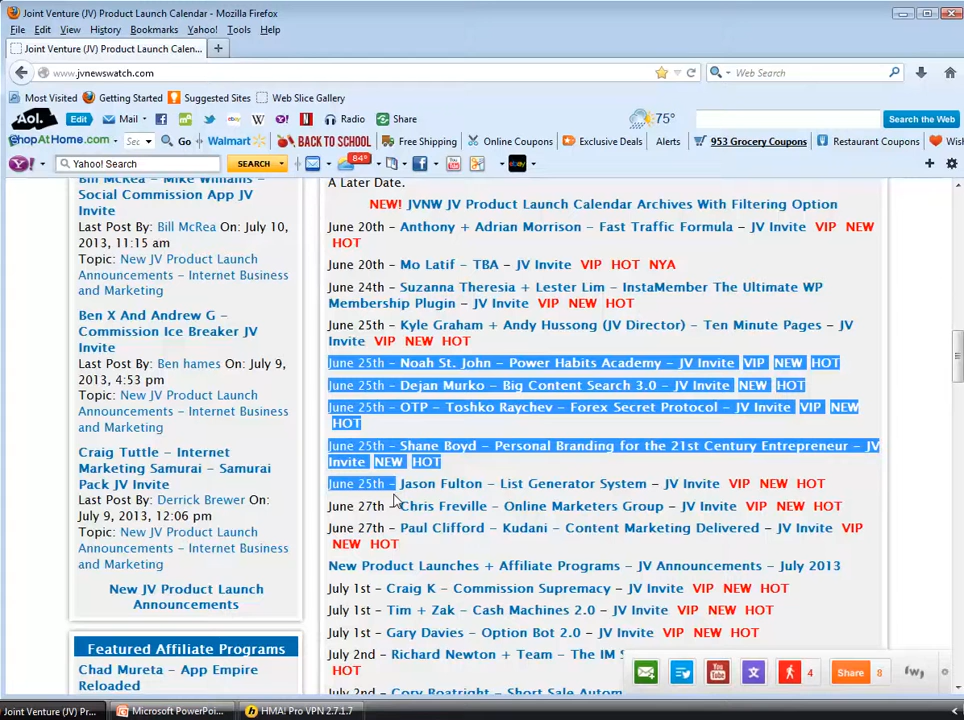 Joint Venture (JV) Product Launch Calendar - Mozilla Firefox
File Edit View History Bookmarks Yahoo! Tools Help
Joint Venture (JV) Product Launch Calen...
www.jvnewswatch.com
Web Search
Most Visited Getting Started Suggested Sites Web Slice Gallery
Aol. Edit Mail Radio Share 75° Search the Web
ShopAtHome.com Sec Go Walmart BACK TO SCHOOL Free Shipping Online Coupons Exclusive Deals Alerts 953 Grocery Coupons Restaurant Coupons Wish
Y! Yahoo! Search SEARCH 84° ebay
Bill McRea – Mike Williams –
Social Commission App JV
Invite
Last Post By: Bill McRea On: July 10,
2013, 11:15 am
Topic: New JV Product Launch
Announcements – Internet Business
and Marketing
Ben X And Andrew G –
Commission Ice Breaker JV
Invite
Last Post By: Ben hames On: July 9,
2013, 4:53 pm
Topic: New JV Product Launch
Announcements – Internet Business
and Marketing
Craig Tuttle – Internet
Marketing Samurai – Samurai
Pack JV Invite
Last Post By: Derrick Brewer On:
July 9, 2013, 12:06 pm
Topic: New JV Product Launch
Announcements – Internet Business
and Marketing
New JV Product Launch
Announcements
Featured Affiliate Programs
Chad Mureta – App Empire
Reloaded
A Later Date.
NEW! JVNW JV Product Launch Calendar Archives With Filtering Option
June 20th – Anthony + Adrian Morrison – Fast Traffic Formula – JV Invite VIP NEW
HOT
June 20th – Mo Latif – TBA – JV Invite VIP HOT NYA
June 24th – Suzanna Theresia + Lester Lim – InstaMember The Ultimate WP
Membership Plugin – JV Invite VIP NEW HOT
June 25th – Kyle Graham + Andy Hussong (JV Director) – Ten Minute Pages – JV
Invite VIP NEW HOT
June 25th – Noah St. John – Power Habits Academy – JV Invite VIP NEW HOT
June 25th – Dejan Murko – Big Content Search 3.0 – JV Invite NEW HOT
June 25th – OTP – Toshko Raychev – Forex Secret Protocol – JV Invite VIP NEW
HOT
June 25th – Shane Boyd – Personal Branding for the 21st Century Entrepreneur – JV
Invite NEW HOT
June 25th – Jason Fulton – List Generator System – JV Invite VIP NEW HOT
June 27th – Chris Freville – Online Marketers Group – JV Invite VIP NEW HOT
June 27th – Paul Clifford – Kudani – Content Marketing Delivered – JV Invite VIP
NEW HOT
New Product Launches + Affiliate Programs – JV Announcements – July 2013
July 1st – Craig K – Commission Supremacy – JV Invite VIP NEW HOT
July 1st – Tim + Zak – Cash Machines 2.0 – JV Invite VIP NEW HOT
July 1st – Gary Davies – Option Bot 2.0 – JV Invite VIP NEW HOT
July 2nd – Richard Newton + Team – The IM S
HOT
July 2nd – Cory Boatright – Short Sale Autom
You Tube 4 Share 8 fwp
Joint Venture (JV) Pro... Microsoft PowerPoi... HMA! Pro VPN 2.7.1.7